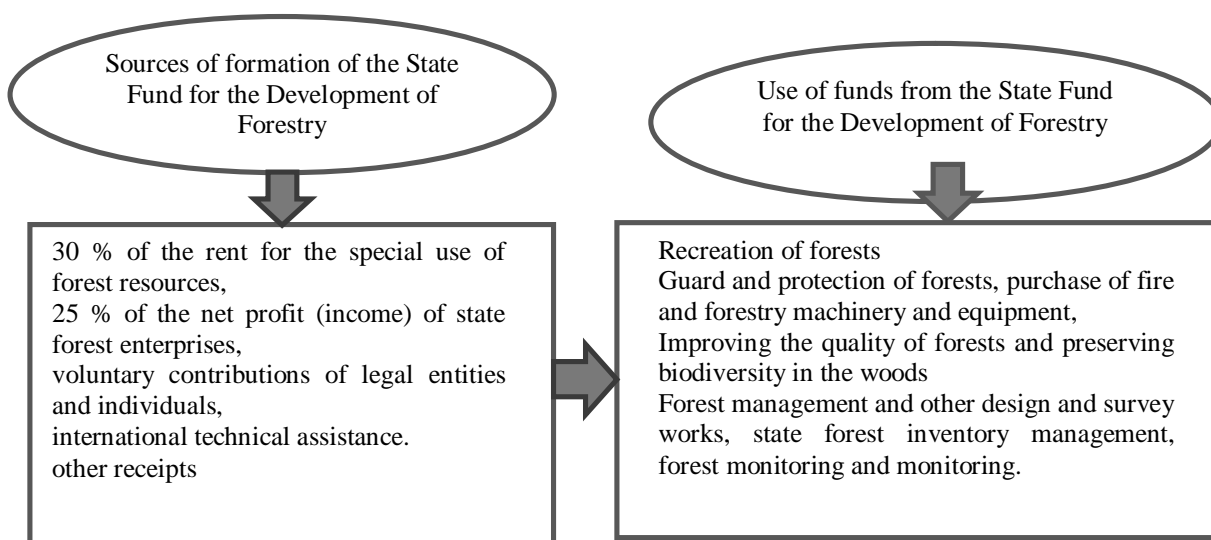 Sources of formation of the State
Fund for the Development of
Forestry
30 % of the rent for the special use of
forest resources,
25 % of the net profit (income) of state
forest enterprises,
voluntary contributions of legal entities
and individuals,
international technical assistance.
other receipts
Use of funds from the State Fund
for the Development of Forestry
Recreation of forests
Guard and protection of forests, purchase of fire
and forestry machinery and equipment,
Improving the quality of forests and preserving
biodiversity in the woods
Forest management and other design and survey
works, state forest inventory management,
forest monitoring and monitoring.